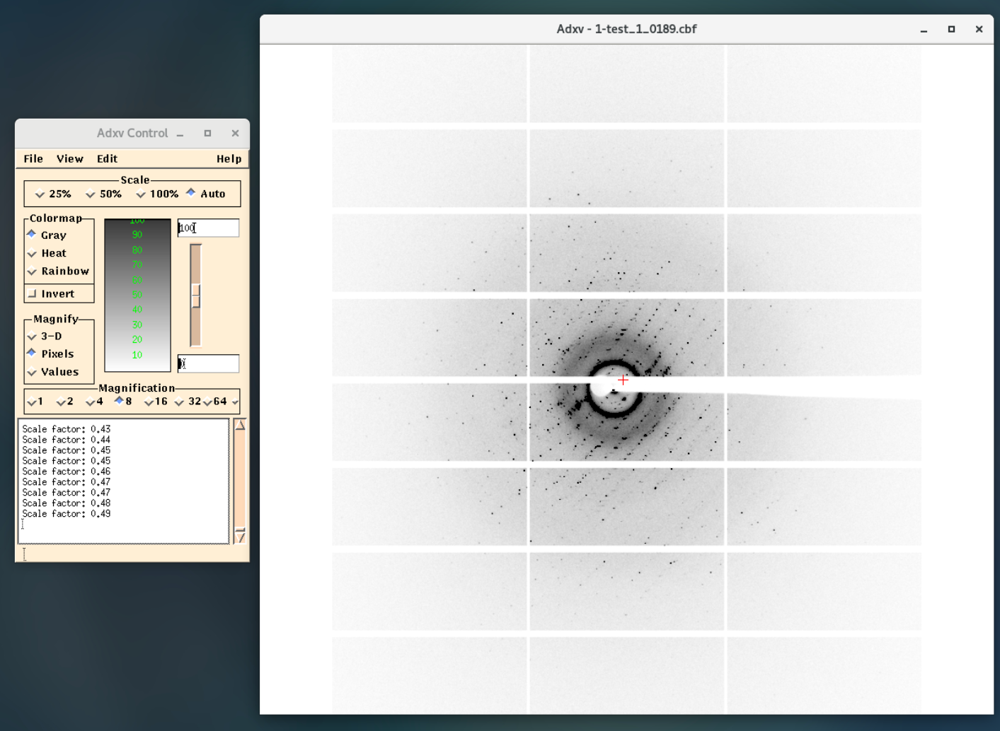 Adxv - 1-test_1_0189.cbf
Adxv Control
File View Edit Help
Scale
25% 50% 100% Auto
Colormap
Gray
Heat
Rainbow
Invert
100
90
80
70
60
50
40
30
20
10
100
Magnify
3-D
Pixels
Values
Magnification
1 2 4 8 16 32 64
Scale factor: 0.43
Scale factor: 0.44
Scale factor: 0.45
Scale factor: 0.45
Scale factor: 0.46
Scale factor: 0.47
Scale factor: 0.47
Scale factor: 0.48
Scale factor: 0.49